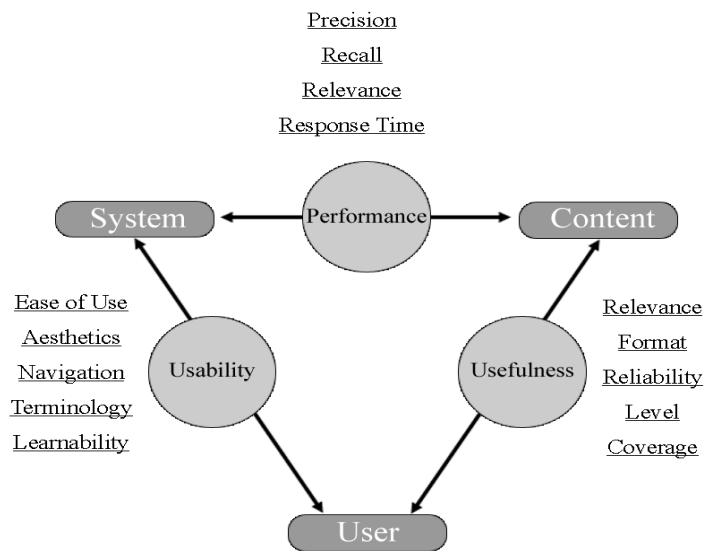 Precision
Recall
Relevance
Response Time
System
Performance
Content
Ease of Use
Aesthetics
Navigation
Terminology
Learnability
Usability
Usefulness
Relevance
Format
Reliability
Level
Coverage
User